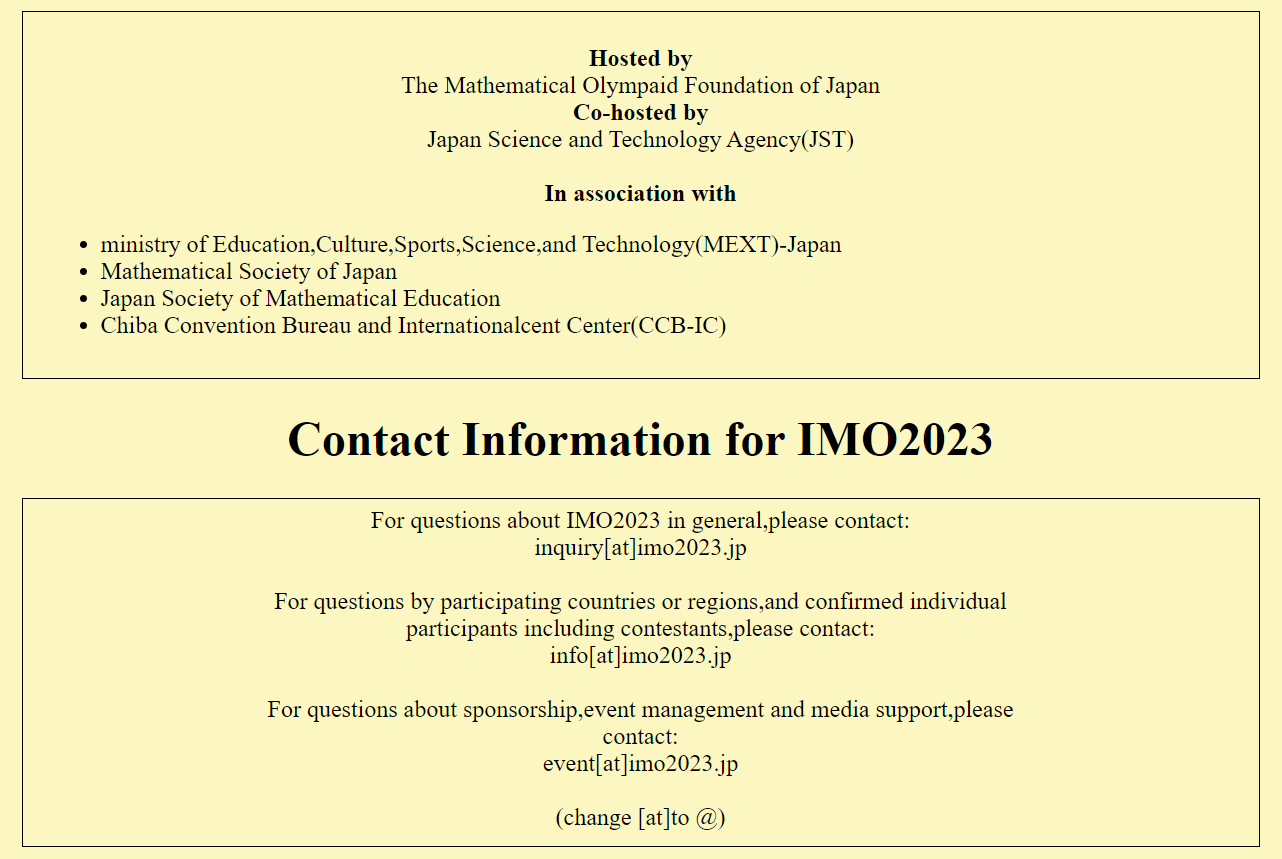 Hosted by
The Mathematical Olympaid Foundation of Japan
Co-hosted by
Japan Science and Technology Agency(JST)
In association with
• ministry of Education,Culture,Sports,Science,and Technology(MEXT)-Japan
• Mathematical Society of Japan
• Japan Society of Mathematical Education
• Chiba Convention Bureau and Internationalcent Center(CCB-IC)
Contact Information for IMO2023
For questions about IMO2023 in general,please contact:
inquiry[at]imo2023.jp
For questions by participating countries or regions,and confirmed individual
participants including contestants,please contact:
info[at]imo2023.jp
For questions about sponsorship,event management and media support,please
contact:
event[at]imo2023.jp
(change [at]to @)